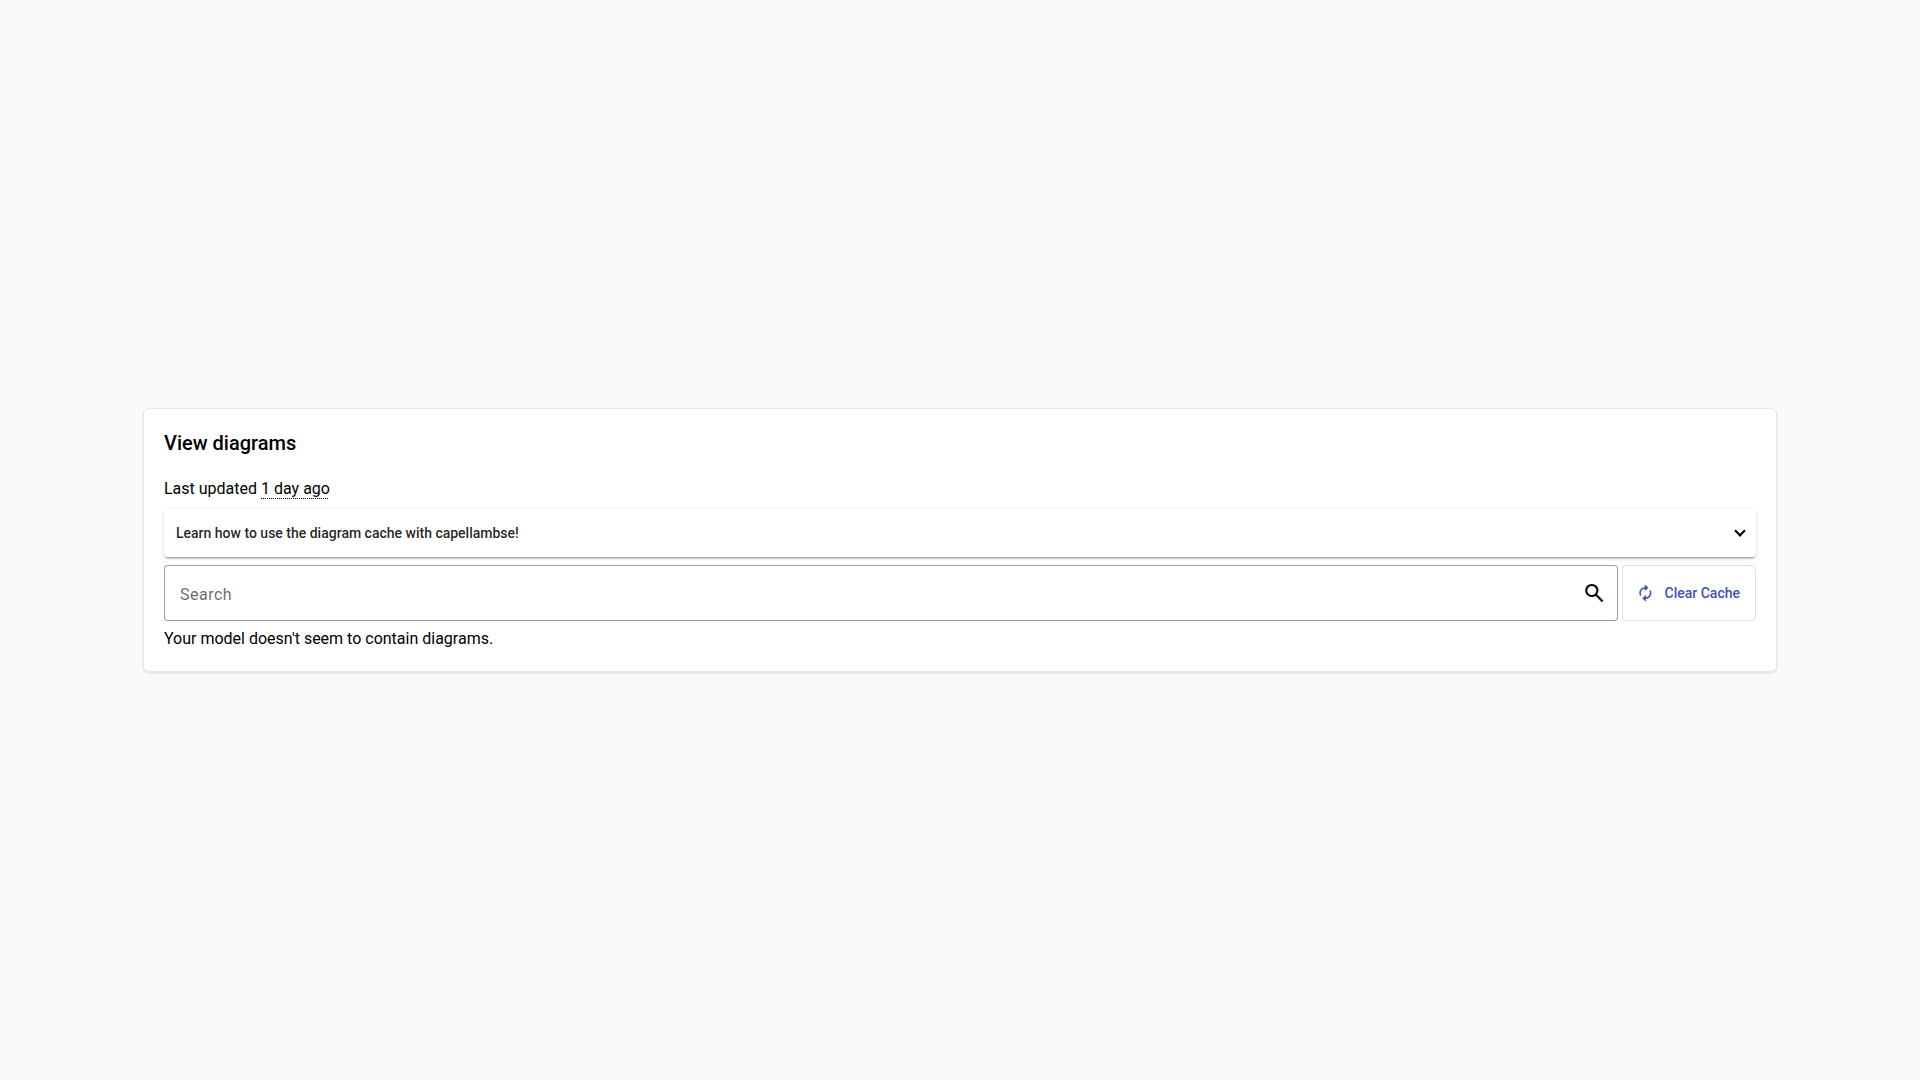 View diagrams
Last updated 1 day ago
Learn how to use the diagram cache with capellambse!
Search
Clear Cache
Your model doesn't seem to contain diagrams.